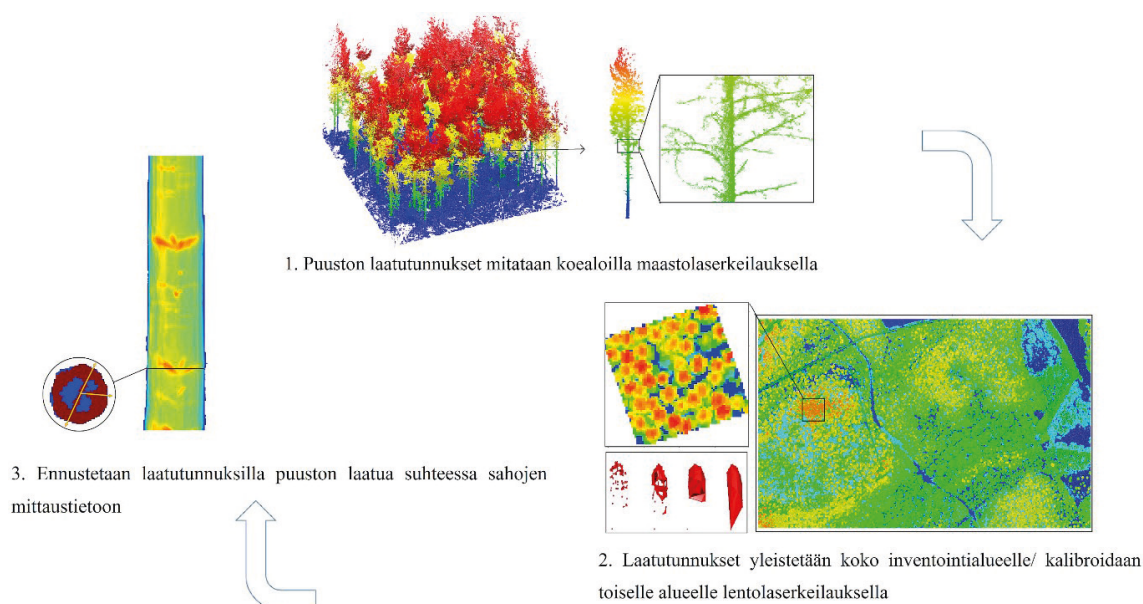 1. Puuston laatutunnukset mitataan koealoilla maastolaserkeilauksella
2. Laatutunnukset yleistetään koko inventointialueelle/ kalibroidaan
toiselle alueelle lentolaserkeilauksella
3. Ennustetaan laatutunnuksilla puuston laatua suhteessa sahojen
mittaustietoon